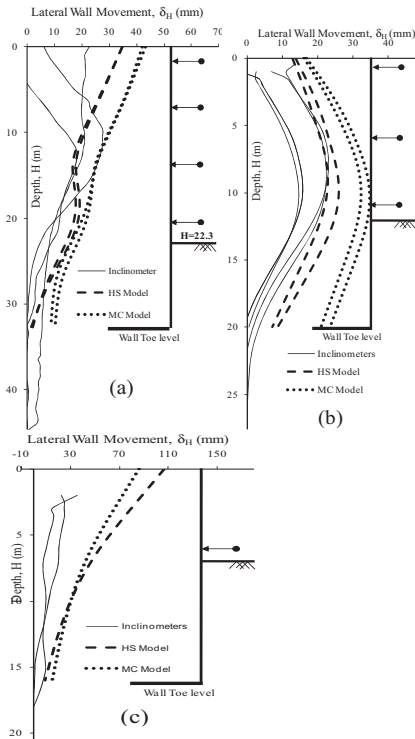 Lateral Wall Movement, δH (mm)
0 10 20 30 40 50 60 70
0
10
20
30
40
Depth, H (m)
H=22.3
Wall Toe level
Inclinometer
HS Model
MC Model
(a)
Lateral Wall Movement, δH (mm)
0 20 40
0
5
10
15
20
25
Depth, H (m)
Wall Toe level
Inclinometers
HS Model
MC Model
(b)
Lateral Wall Movement, δH (mm)
-10 30 70 110 150
0
5
10
15
20
Depth, H (m)
Inclinometers
HS Model
MC Model
Wall Toe level
(c)